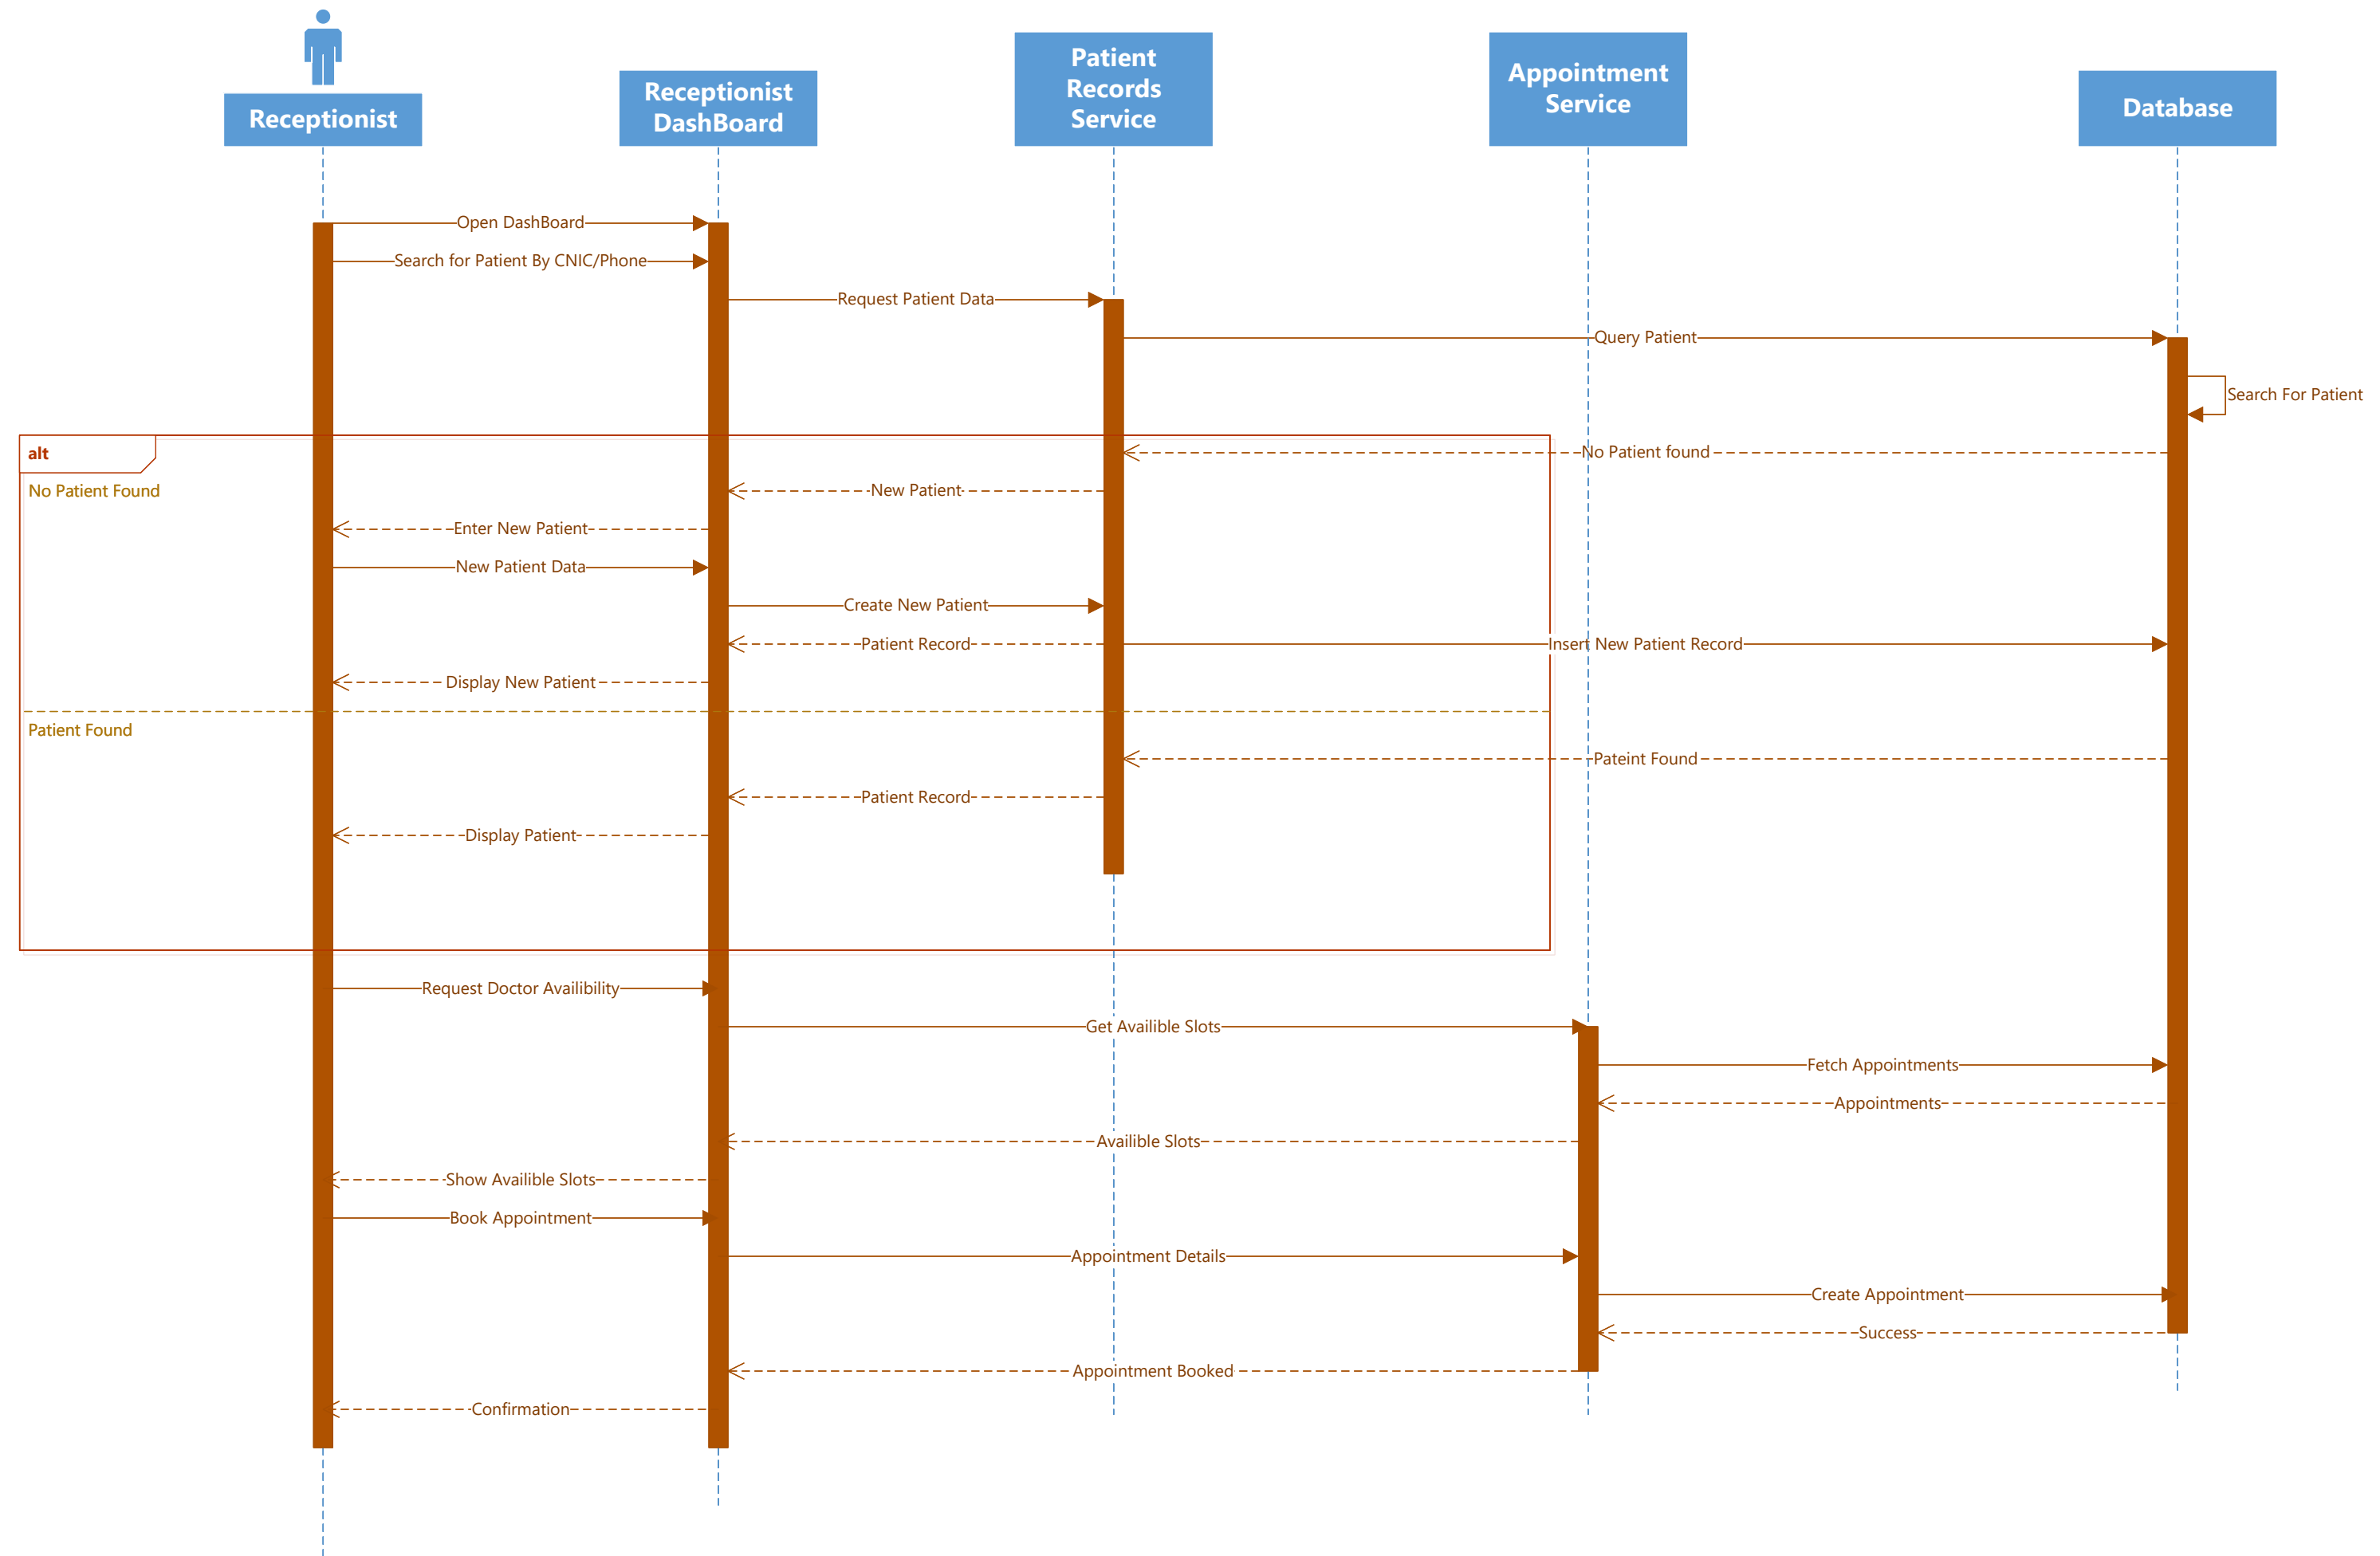 Receptionist
Receptionist
DashBoard
Patient
Records
Service
Appointment
Service
Database
Open DashBoard
Search for Patient By CNIC/Phone
Request Patient Data
Query Patient
Search For Patient
alt
No Patient found
No Patient Found
New Patient
Enter New Patient
New Patient Data
Create New Patient
Patient Record
Insert New Patient Record
Display New Patient
Patient Found
Pateint Found
Patient Record
Display Patient
Request Doctor Availibility
Get Availible Slots
Fetch Appointments
Appointments
Availible Slots
Show Availible Slots
Book Appointment
Appointment Details
Create Appointment
Success
Appointment Booked
Confirmation